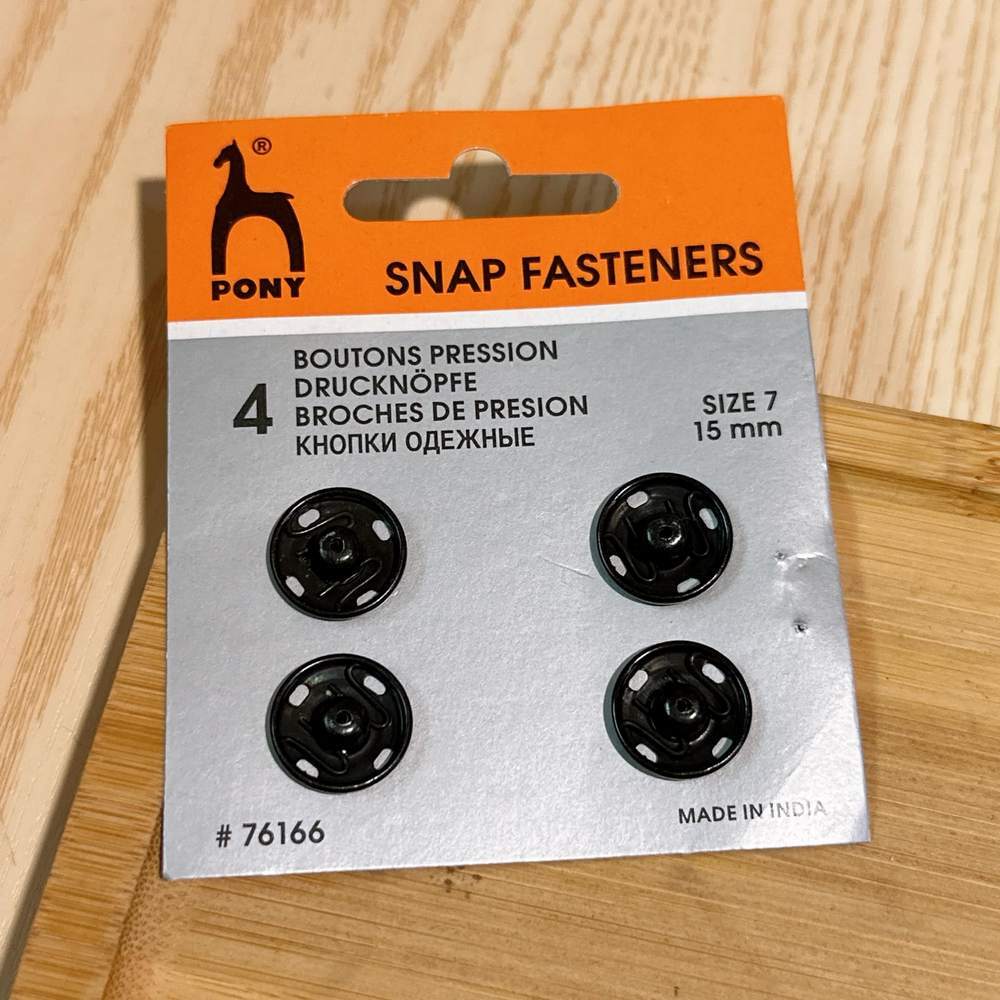 ®
PONY
SNAP FASTENERS
4
BOUTONS PRESSION
DRUCKNÖPFE
BROCHES DE PRESION
КНОПКИ ОДЕЖНЫЕ
SIZE 7
15 mm
# 76166
MADE IN INDIA